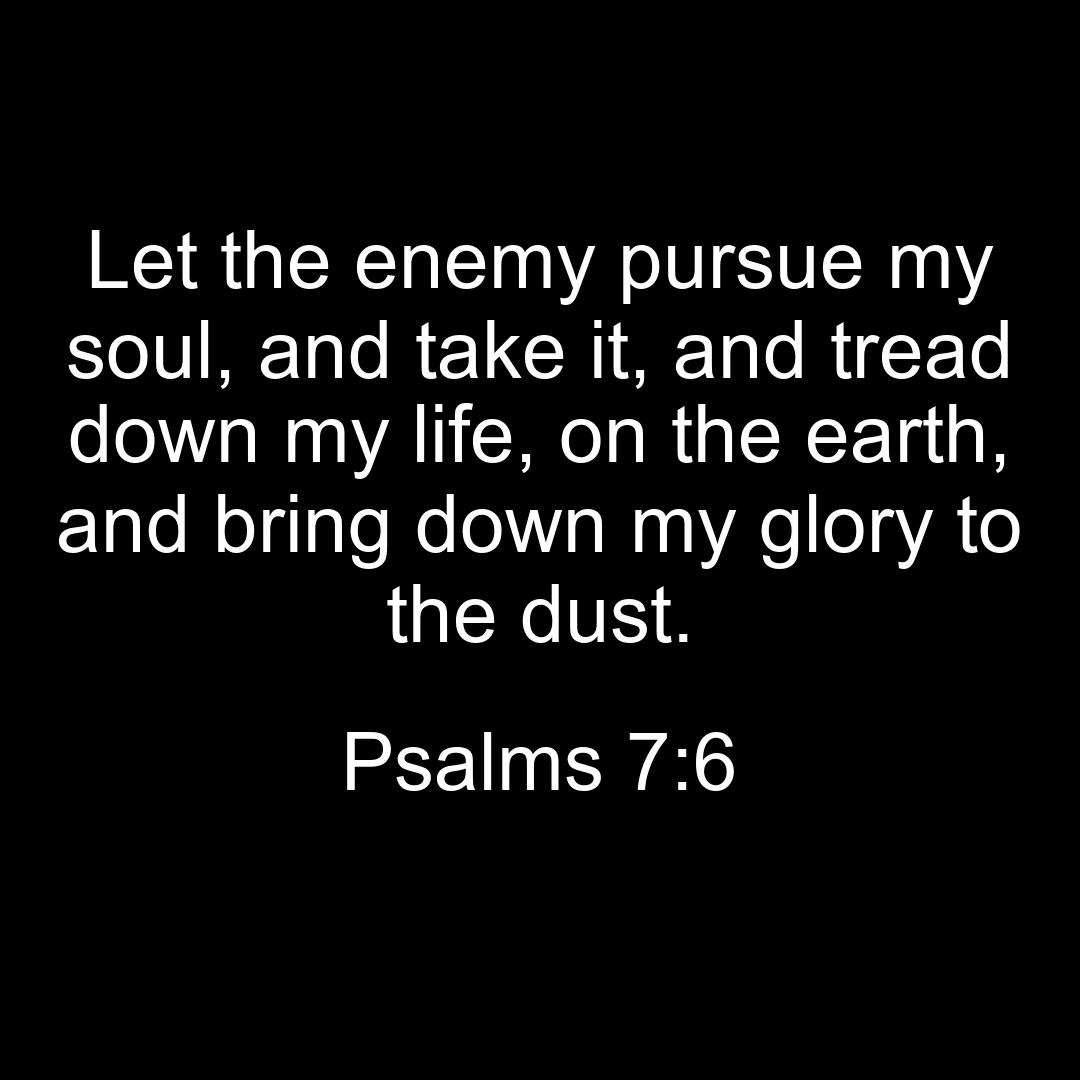 Let the enemy pursue my
soul, and take it, and tread
down my life, on the earth,
and bring down my glory to
the dust.
Psalms 7:6